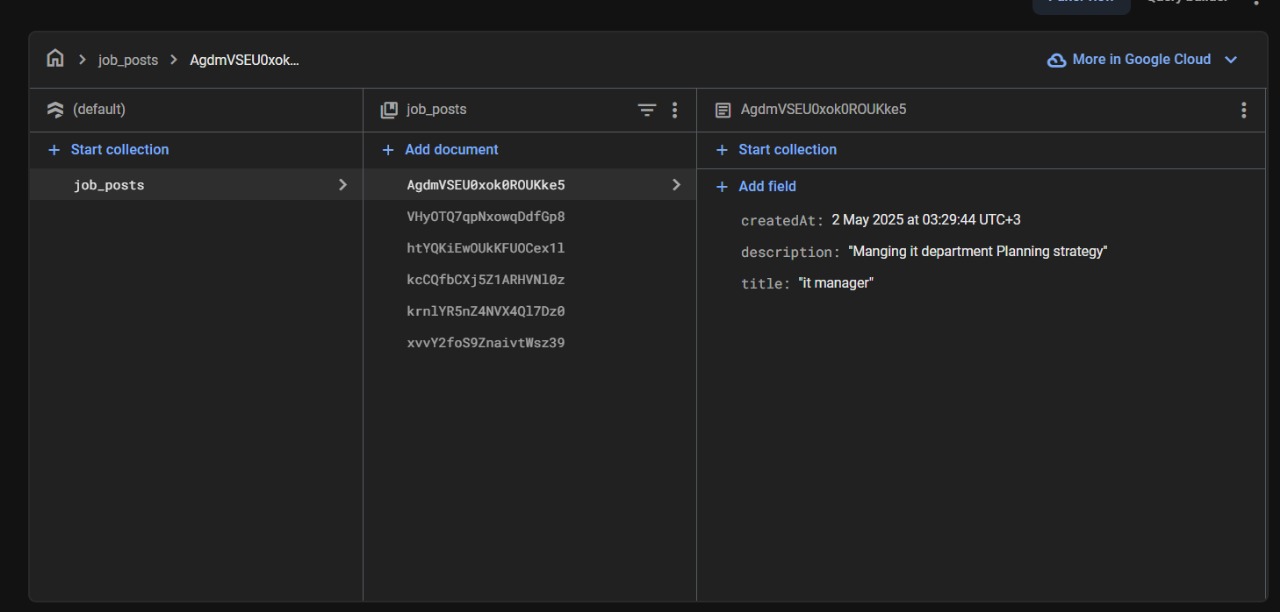 job_posts
AgdmVSEU0xok...
More in Google Cloud
(default)
job_posts
AgdmVSEU0xok0ROUKke5
+ Start collection
+ Add document
+ Start collection
job_posts
AgdmVSEU0xok0ROUKke5
VHyOTQ7qpNxowqDdfGp8
htYQKiEwOUkKFUOCex1l
kcCQfbCXj5Z1ARHVNl0z
krnlYR5nZ4NVX4Ql7Dz0
xvvY2foS9ZnaivtWsz39
+ Add field
createdAt: 2 May 2025 at 03:29:44 UTC+3
description: "Manging it department Planning strategy"
title: "it manager"